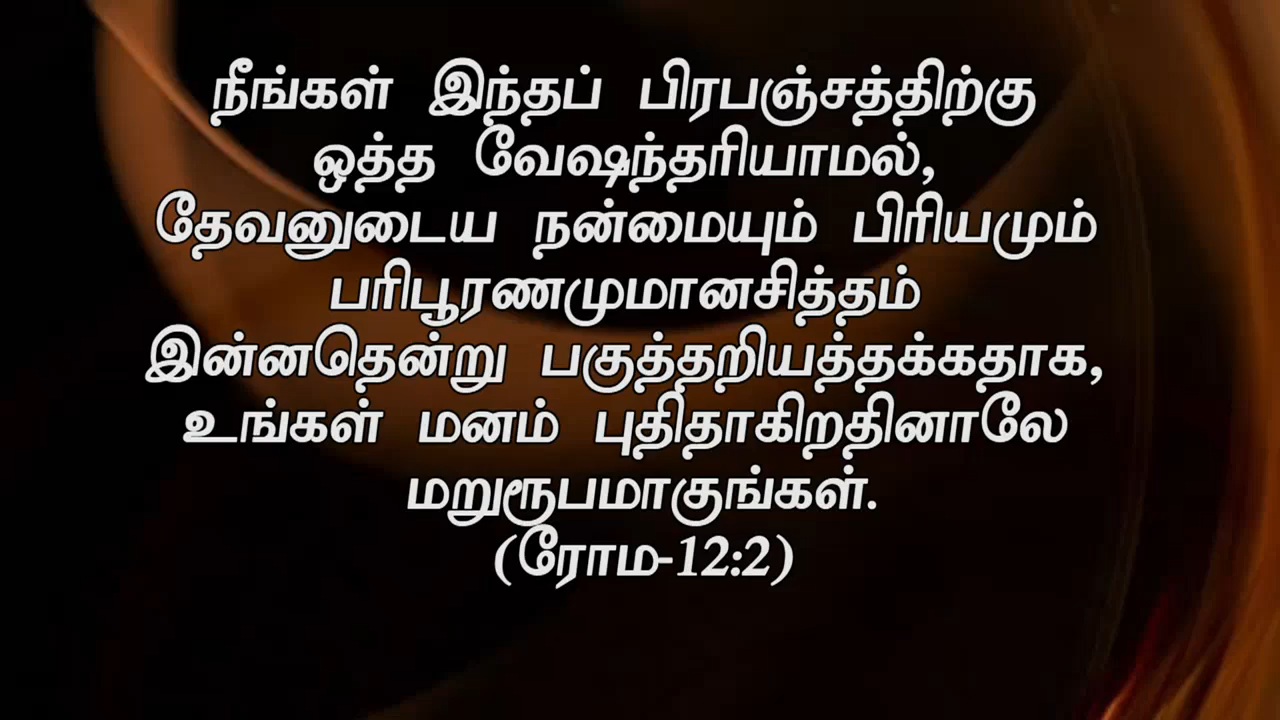 நீங்கள் இந்தப் பிரபஞ்சத்திற்கு
ஒத்த வேஷந்தரியாமல்,
தேவனுடைய நன்மையும் பிரியமும்
பரிபூரணமுமானசித்தம்
இன்னதென்று பகுத்தறியத்தக்கதாக,
உங்கள் மனம் புதிதாகிறதினாலே
மறுரூபமாகுங்கள்.
(ரோம-12:2)